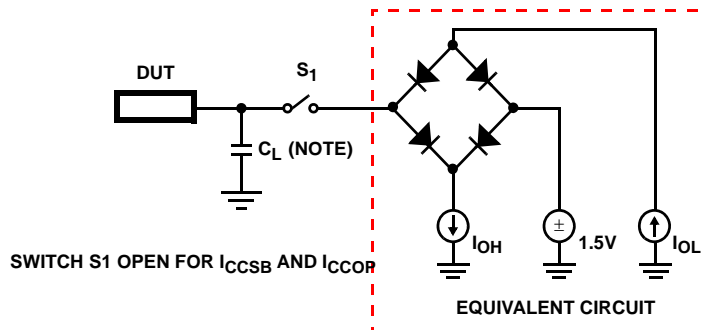 DUT
S1
CL (NOTE)
±
IOH
1.5V
IOL
SWITCH S1 OPEN FOR ICCSB AND ICCOP
EQUIVALENT CIRCUIT